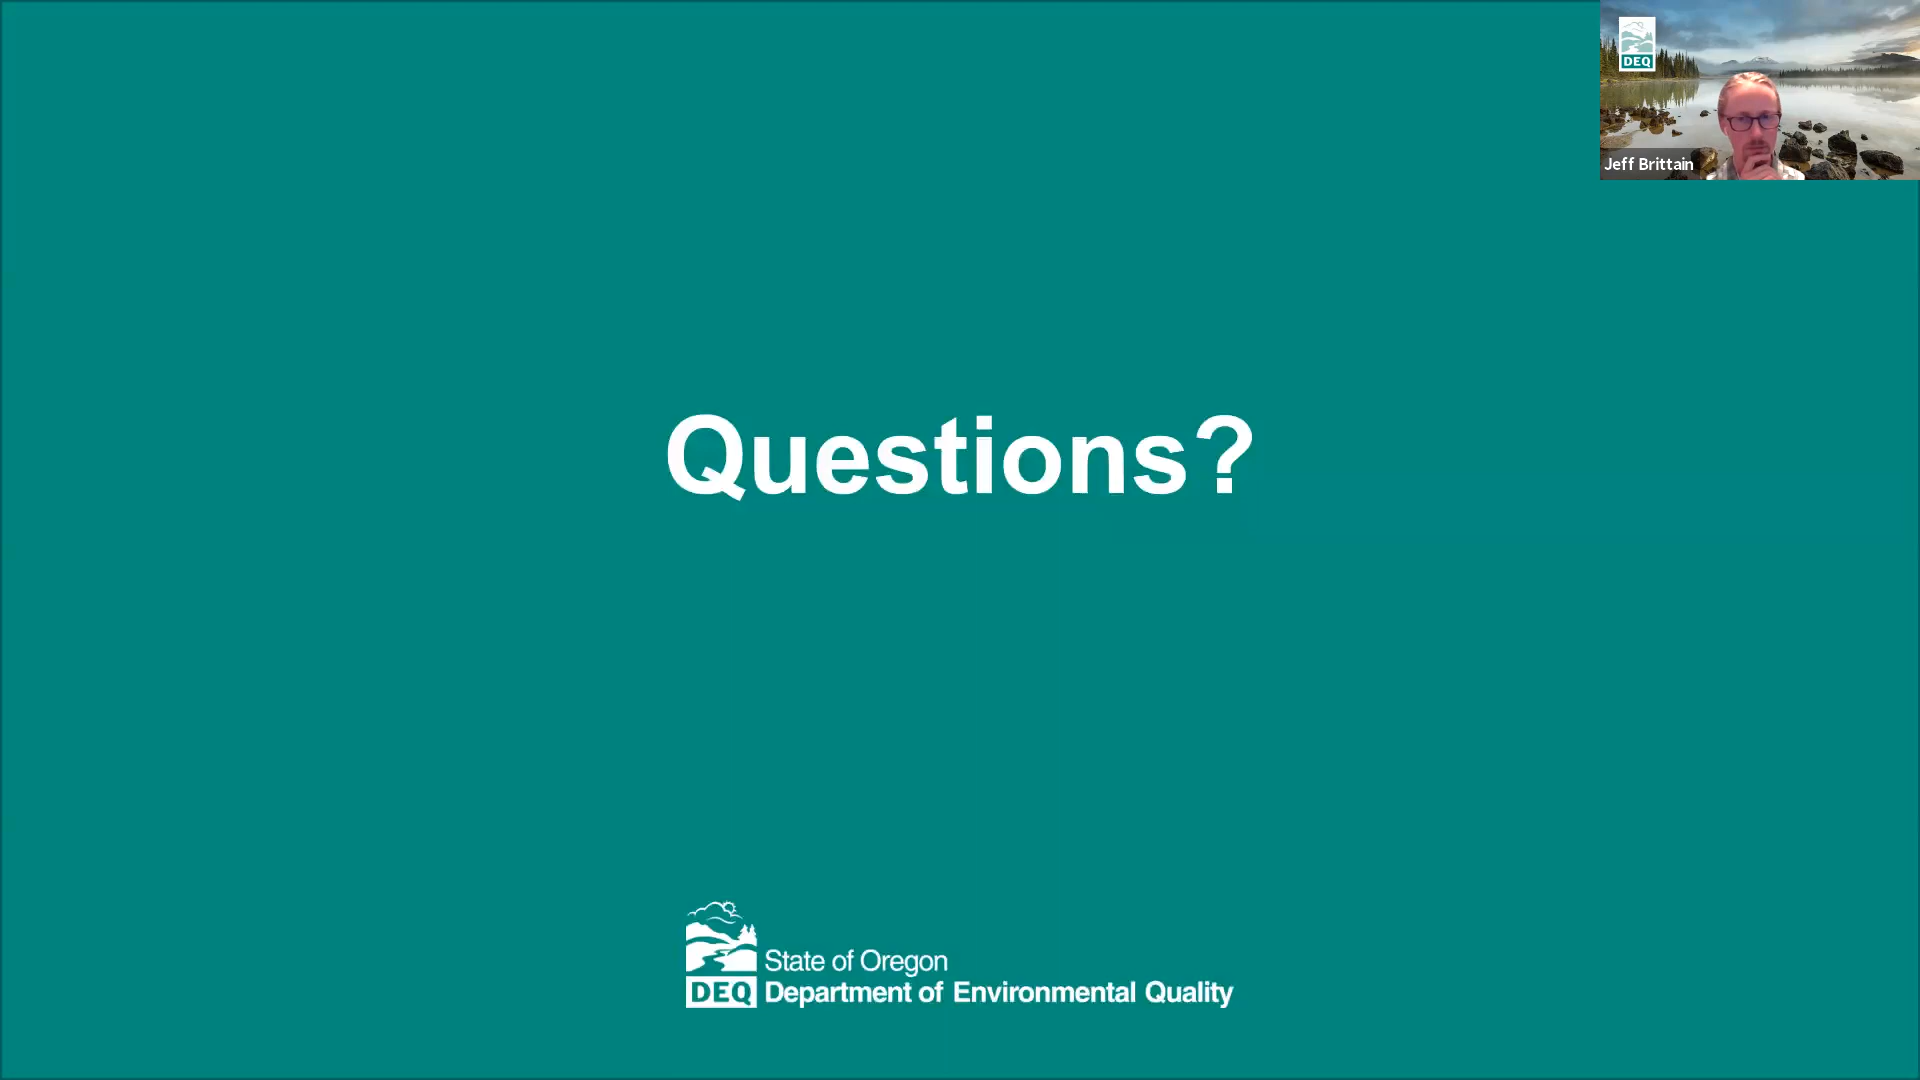 DEQ
Jeff Brittain
Questions?
State of Oregon
DEQ Department of Environmental Quality